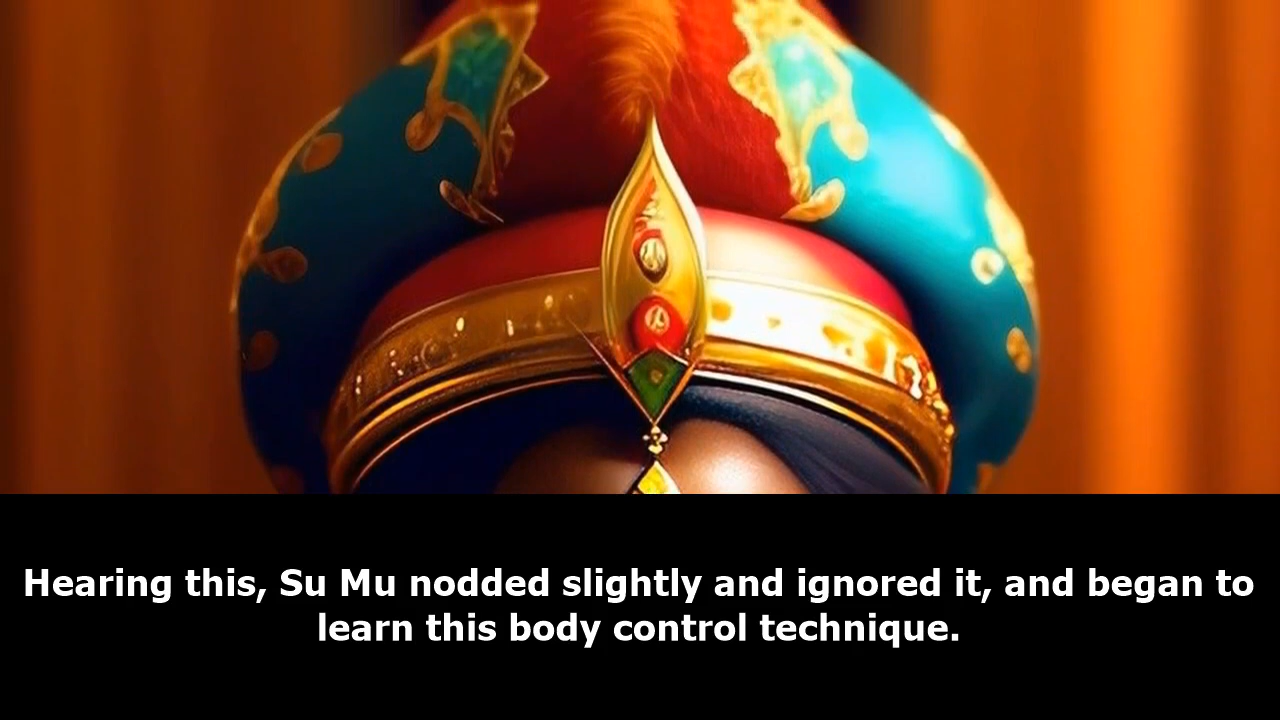 Hearing this, Su Mu nodded slightly and ignored it, and began to
learn this body control technique.